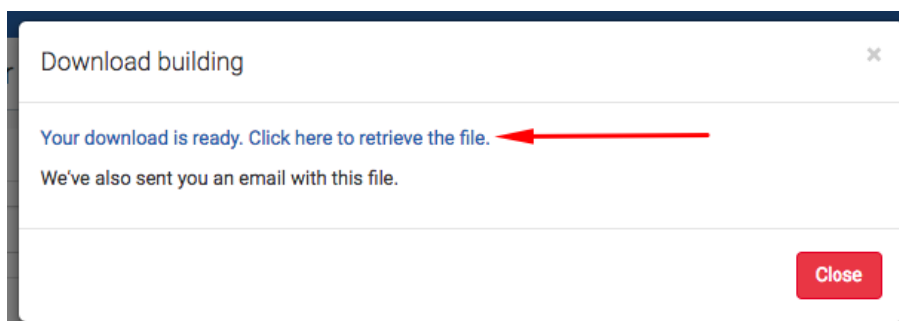 Download building
×
Your download is ready. Click here to retrieve the file.
We've also sent you an email with this file.
Close